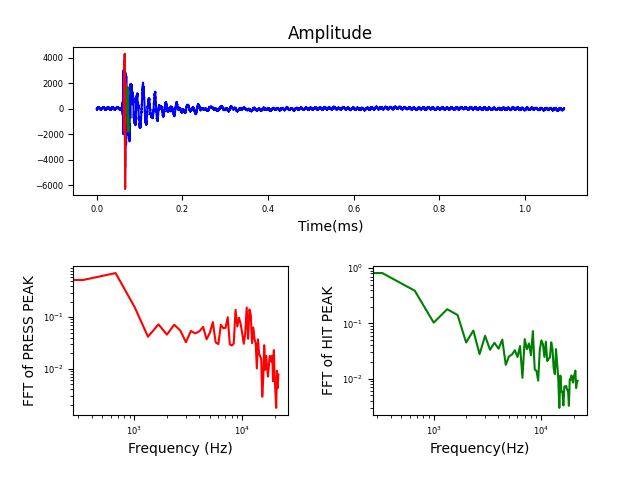 Amplitude
4000
2000
0
−2000
−4000
−6000
0.0 0.2 0.4 0.6 0.8 1.0
Time(ms)
FFT of PRESS PEAK
10⁻¹
10⁻²
10³ 10⁴
Frequency (Hz)
FFT of HIT PEAK
10⁰
10⁻¹
10⁻²
10³ 10⁴
Frequency(Hz)